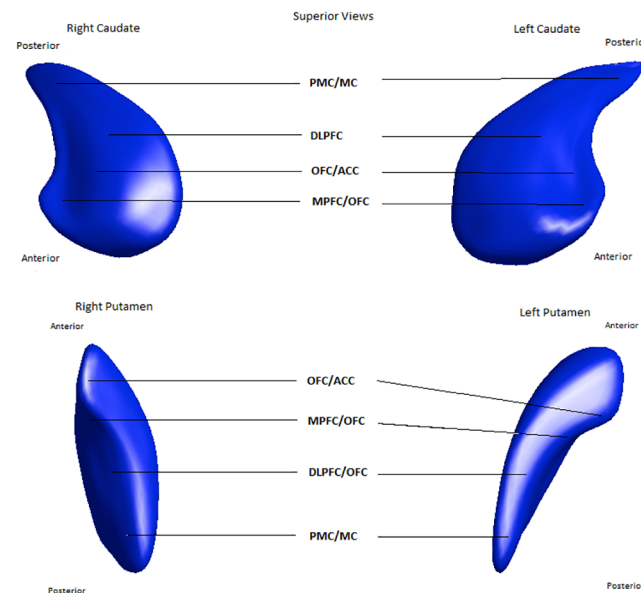 Superior Views
Right Caudate
Left Caudate
Posterior
Posterior
PMC/MC
DLPFC
OFC/ACC
MPFC/OFC
Anterior
Anterior
Right Putamen
Left Putamen
Anterior
Anterior
OFC/ACC
MPFC/OFC
DLPFC/OFC
PMC/MC
Posterior
Posterior